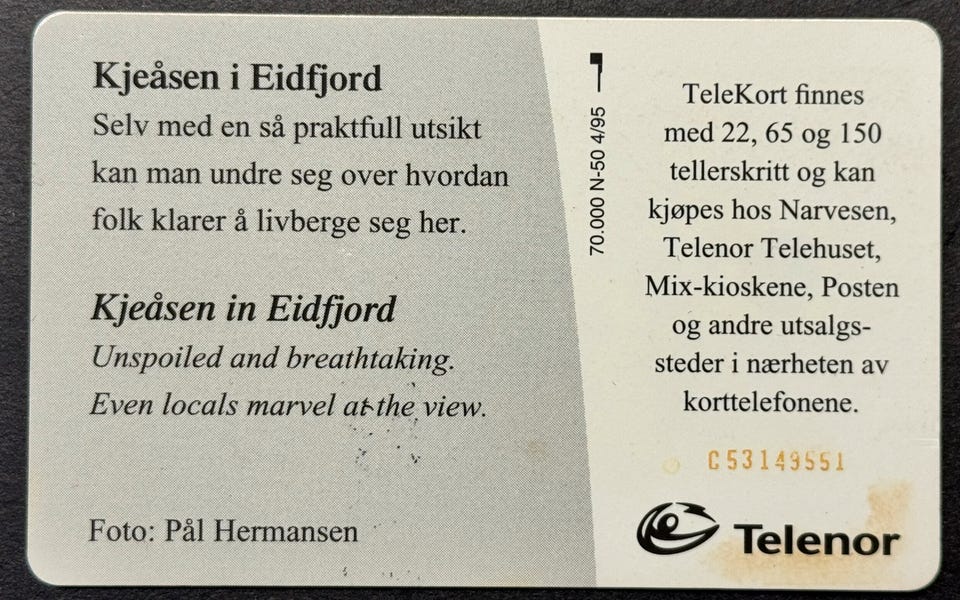 Kjeåsen i Eidfjord
Selv med en så praktfull utsikt
kan man undre seg over hvordan
folk klarer å livberge seg her.
Kjeåsen in Eidfjord
Unspoiled and breathtaking.
Even locals marvel at the view.
Foto: Pål Hermansen
70.000 N-50 4/95
TeleKort finnes
med 22, 65 og 150
tellerskritt og kan
kjøpes hos Narvesen,
Telenor Telehuset,
Mix-kioskene, Posten
og andre utsalgs-
steder i nærheten av
korttelefonene.
C53149551
Telenor